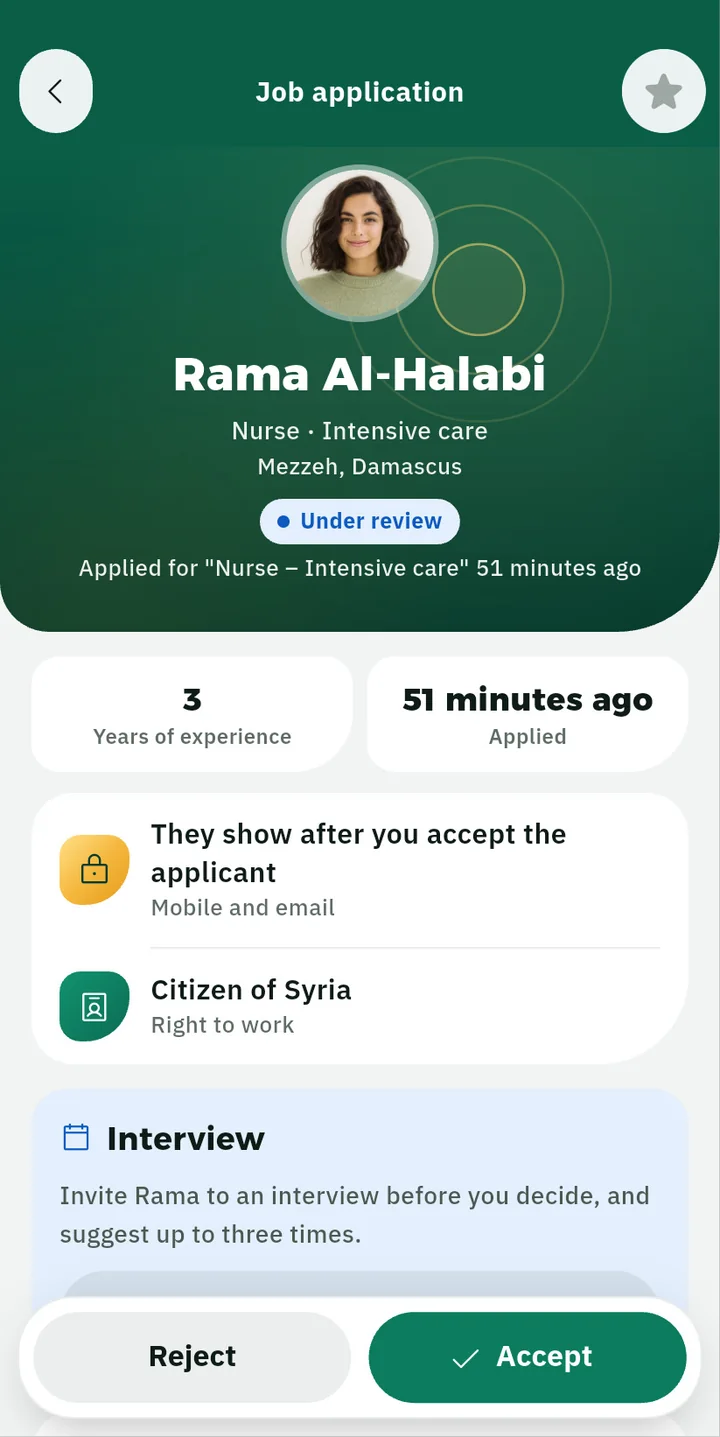 Job application
Rama Al-Halabi
Nurse · Intensive care
Mezzeh, Damascus
Under review
Applied for "Nurse – Intensive care" 51 minutes ago
3
Years of experience
51 minutes ago
Applied
They show after you accept the
applicant
Mobile and email
Citizen of Syria
Right to work
Interview
Invite Rama to an interview before you decide, and
suggest up to three times.
Reject
Accept